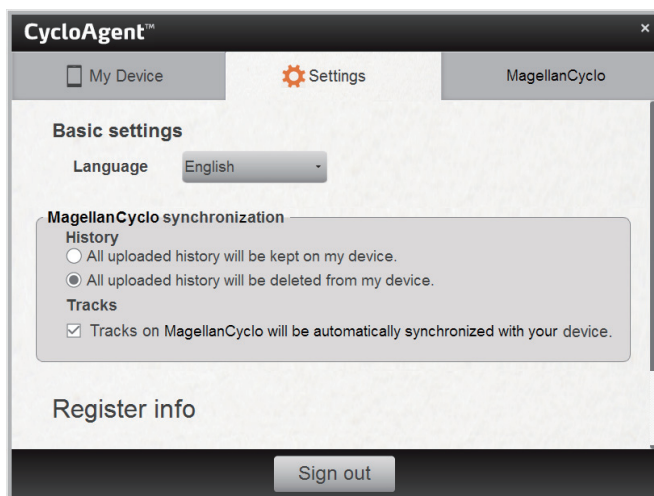 CycloAgent™
×
My Device
Settings
MagellanCyclo
Basic settings
Language English
MagellanCyclo synchronization
History
All uploaded history will be kept on my device.
All uploaded history will be deleted from my device.
Tracks
Tracks on MagellanCyclo will be automatically synchronized with your device.
Register info
Sign out